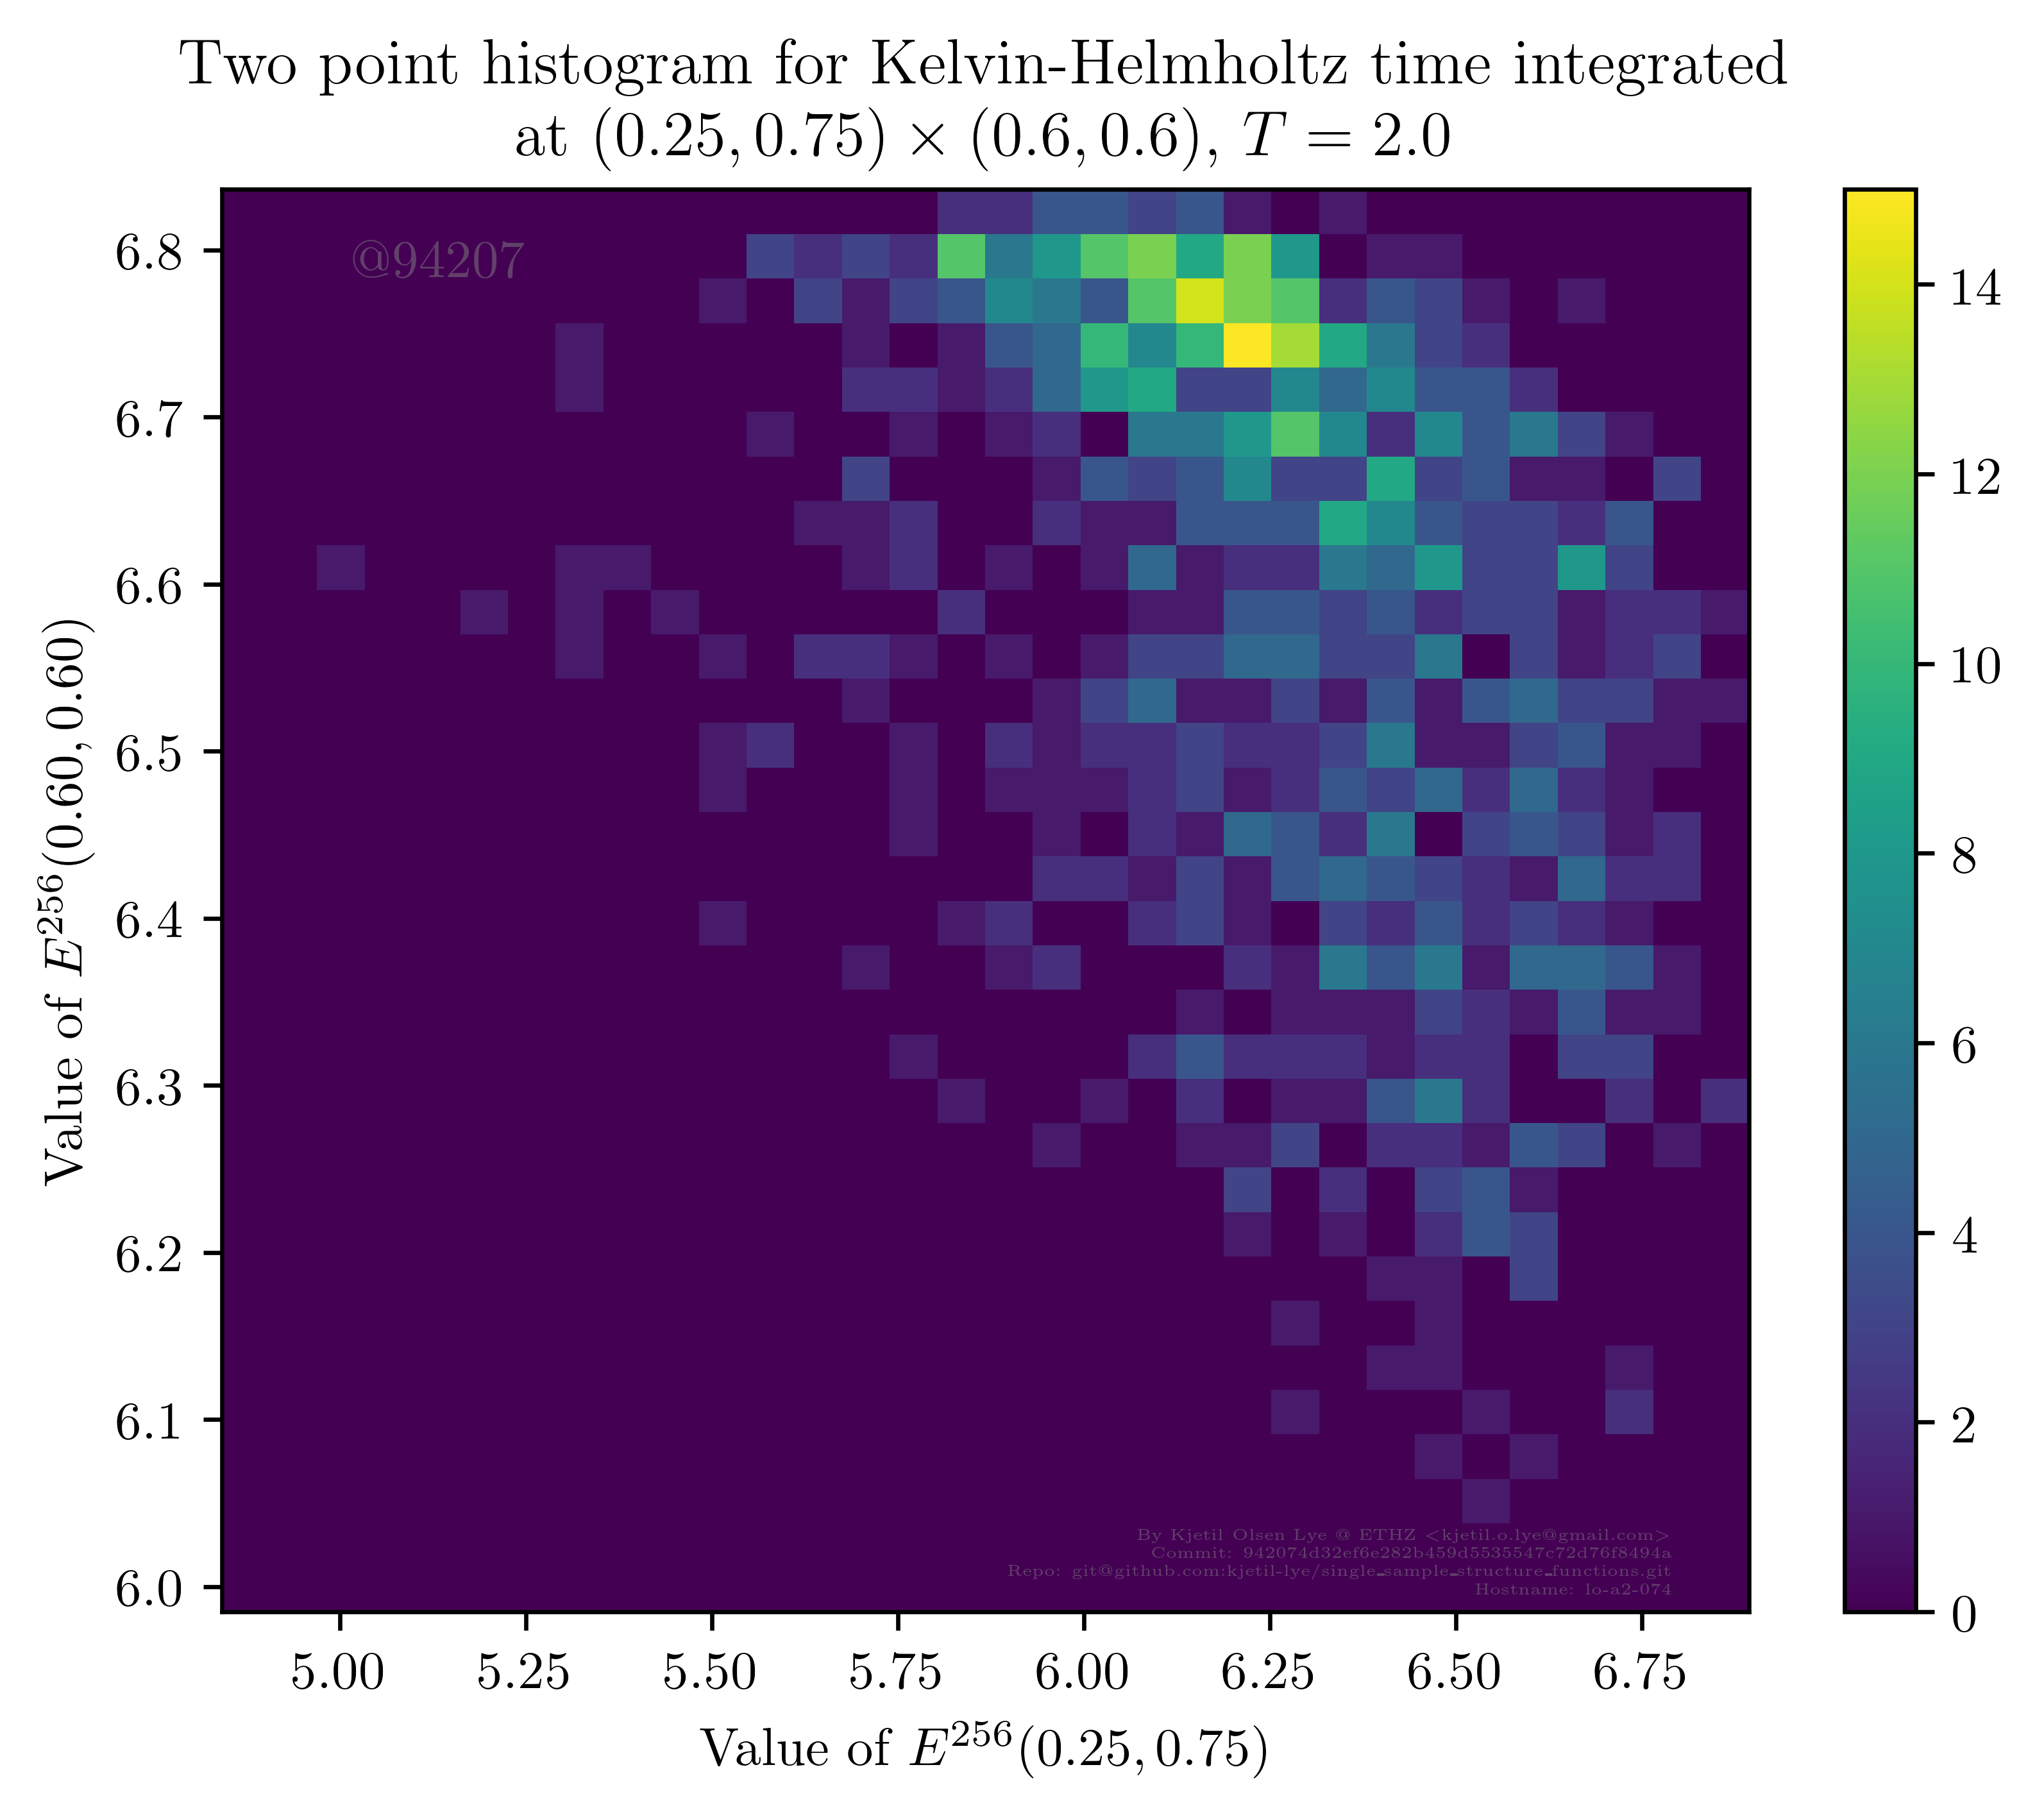 Two point histogram for Kelvin-Helmholtz time integrated
at (0.25, 0.75) × (0.6, 0.6), T = 2.0
@94207
6.8
6.7
6.6
6.5
6.4
6.3
6.2
6.1
6.0
Value of E^256(0.60, 0.60)
14
12
10
8
6
4
2
0
By Kjetil Olsen Lye @ ETHZ <kjetil.o.lye@gmail.com>
Commit: 942074d32ef6e282b459d5535547c72d76f8494a
Repo: git@github.com:kjetil-lye/single_sample_structure_functions.git
Hostname: lo-a2-074
5.00 5.25 5.50 5.75 6.00 6.25 6.50 6.75
Value of E^256(0.25, 0.75)